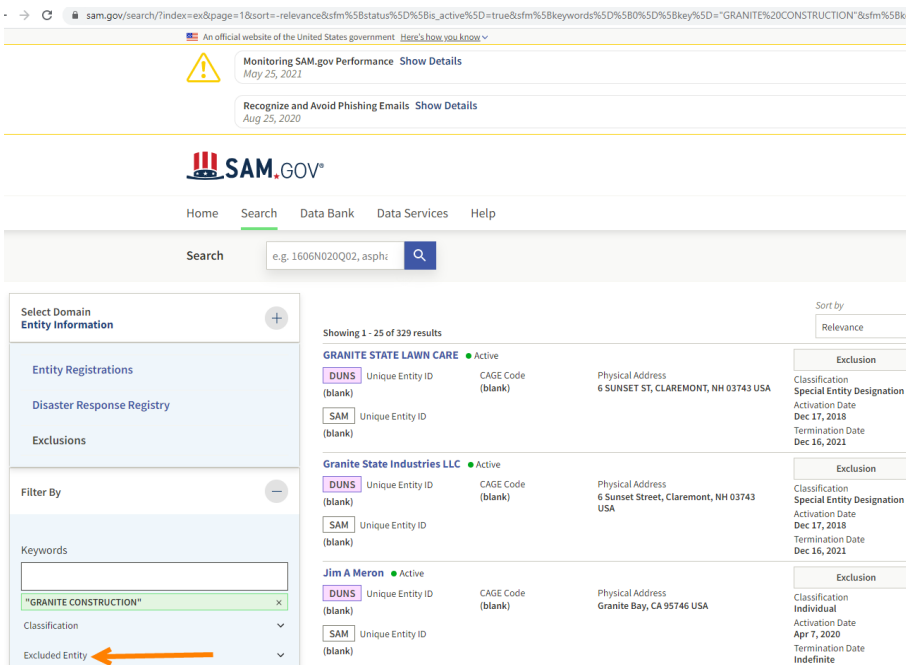 sam.gov/search/?index=ex&page=1&sort=-relevance&sfm%5Bstatus%5D%5Bis_active%5D=true&sfm%5Bkeywords%5D%5B0%5D%5Bkey%5D="GRANITE%20CONSTRUCTION"&sfm%5Bk
An official website of the United States government Here's how you know
Monitoring SAM.gov Performance Show Details
May 25, 2021
Recognize and Avoid Phishing Emails Show Details
Aug 25, 2020
SAM.GOV®
Home Search Data Bank Data Services Help
Search
e.g. 1606N020Q02, aspha
Select Domain
Entity Information
Entity Registrations
Disaster Response Registry
Exclusions
Filter By
Keywords
"GRANITE CONSTRUCTION" ×
Classification
Excluded Entity
Sort by
Relevance
Showing 1 - 25 of 329 results
GRANITE STATE LAWN CARE Active
DUNS Unique Entity ID
(blank)
SAM Unique Entity ID
(blank)
CAGE Code
(blank)
Physical Address
6 SUNSET ST, CLAREMONT, NH 03743 USA
Exclusion
Classification
Special Entity Designation
Activation Date
Dec 17, 2018
Termination Date
Dec 16, 2021
Granite State Industries LLC Active
DUNS Unique Entity ID
(blank)
SAM Unique Entity ID
(blank)
CAGE Code
(blank)
Physical Address
6 Sunset Street, Claremont, NH 03743
USA
Exclusion
Classification
Special Entity Designation
Activation Date
Dec 17, 2018
Termination Date
Dec 16, 2021
Jim A Meron Active
DUNS Unique Entity ID
(blank)
SAM Unique Entity ID
(blank)
CAGE Code
(blank)
Physical Address
Granite Bay, CA 95746 USA
Exclusion
Classification
Individual
Activation Date
Apr 7, 2020
Termination Date
Indefinite